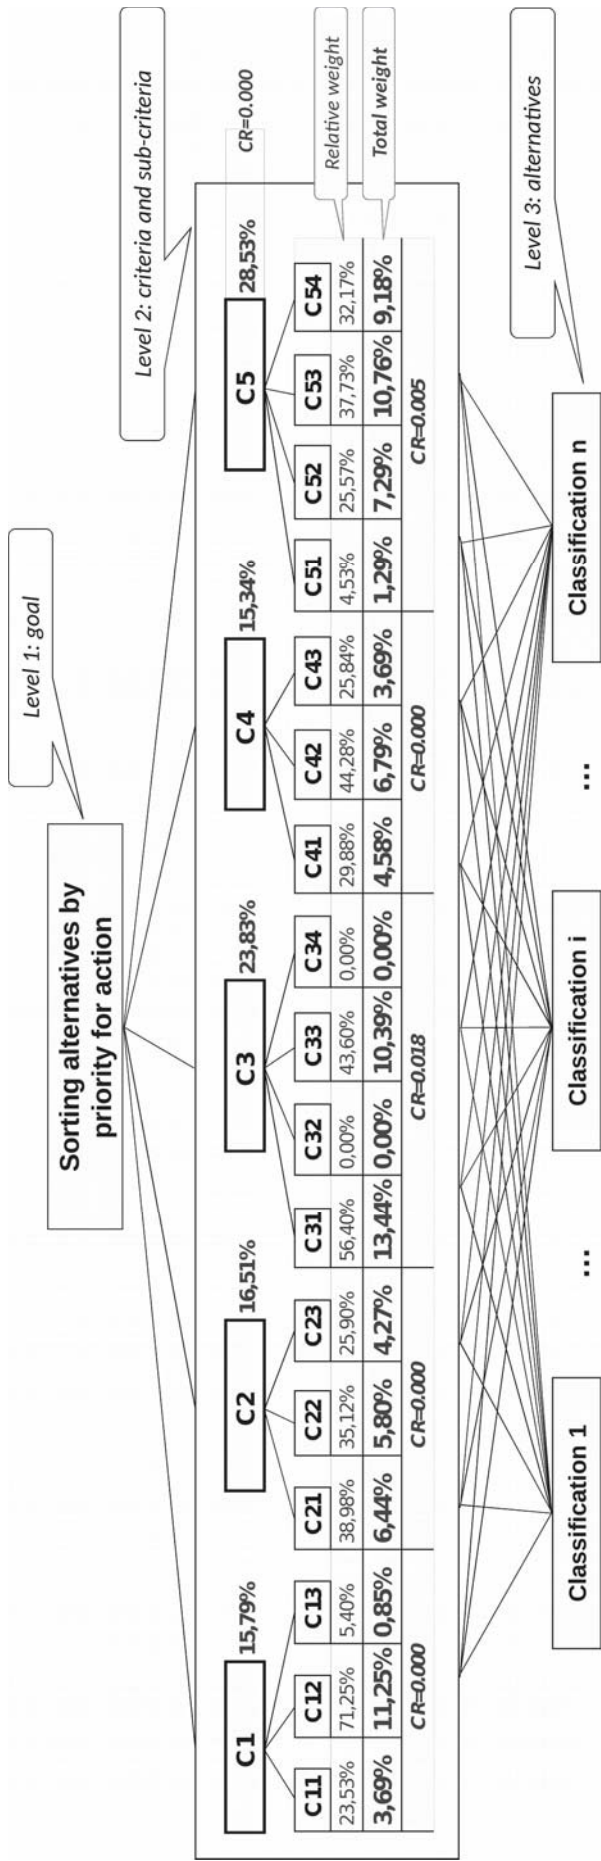 Level 1: goal
Sorting alternatives by
priority for action
Level 2: criteria and sub-criteria
CR=0.000
C1 15,79%
C2 16,51%
C3 23,83%
C4 15,34%
C5 28,53%
C11 C12 C13 C21 C22 C23 C31 C32 C33 C34 C41 C42 C43 C51 C52 C53 C54
23,53% 71,25% 5,40% 38,98% 35,12% 25,90% 56,40% 0,00% 43,60% 0,00% 29,88% 44,28% 25,84% 4,53% 25,57% 37,73% 32,17% Relative weight
3,69% 11,25% 0,85% 6,44% 5,80% 4,27% 13,44% 0,00% 10,39% 0,00% 4,58% 6,79% 3,69% 1,29% 7,29% 10,76% 9,18% Total weight
CR=0.000 CR=0.000 CR=0.018 CR=0.000 CR=0.005
Level 3: alternatives
Classification 1 ... Classification i ... Classification n